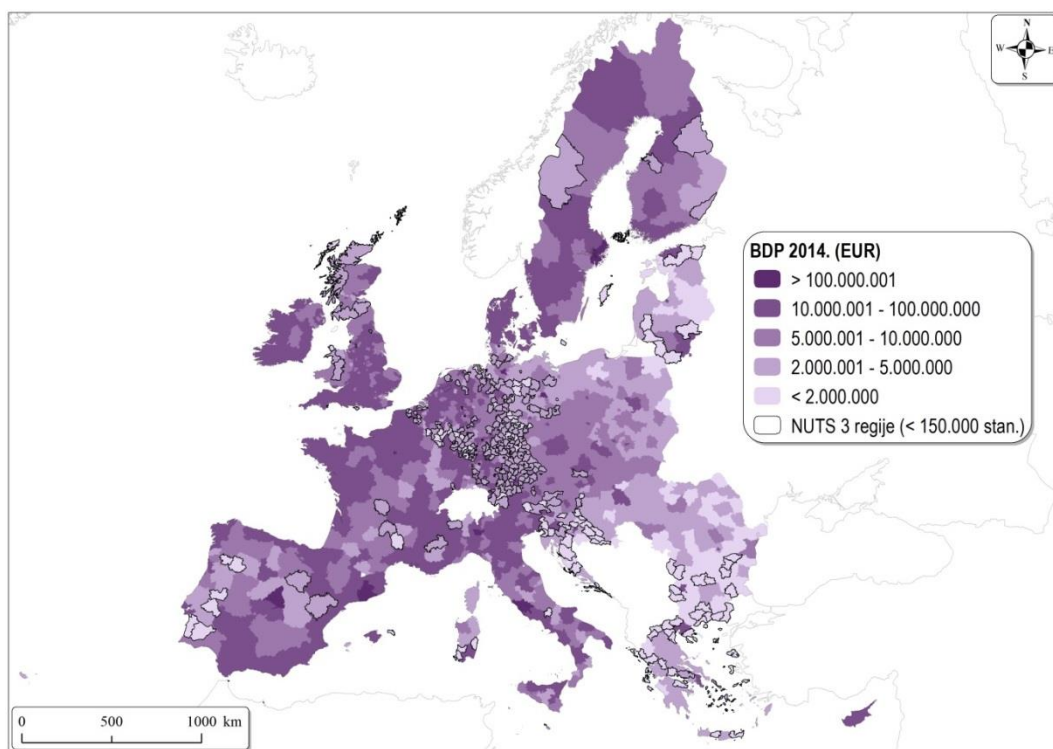 N
W E
S
BDP 2014. (EUR)
> 100.000.001
10.000.001 - 100.000.000
5.000.001 - 10.000.000
2.000.001 - 5.000.000
< 2.000.000
NUTS 3 regije (< 150.000 stan.)
0 500 1000 km